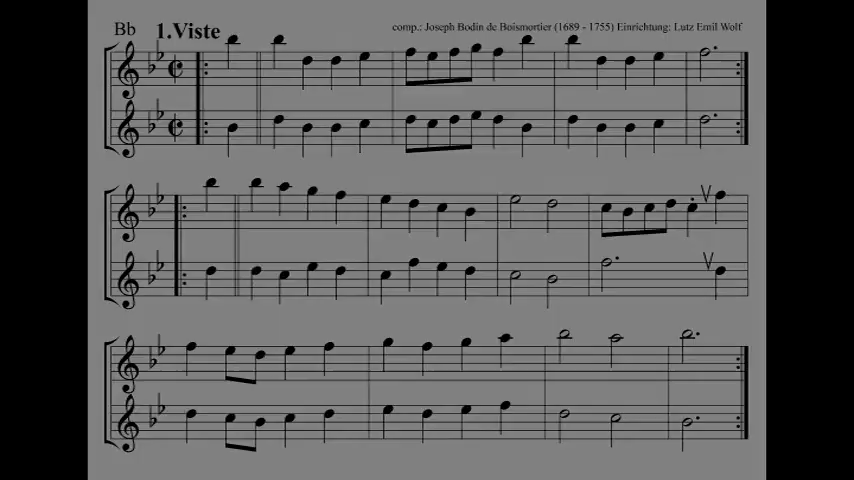 Bb 1.Viste comp.: Joseph Bodin de Boismortier (1689 - 1755) Einrichtung: Lutz Emil Wolf